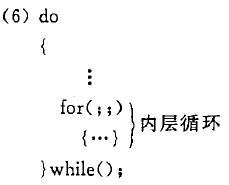 (6) do
{
⋮
for(;;)
{…}
}内层循环
}while();